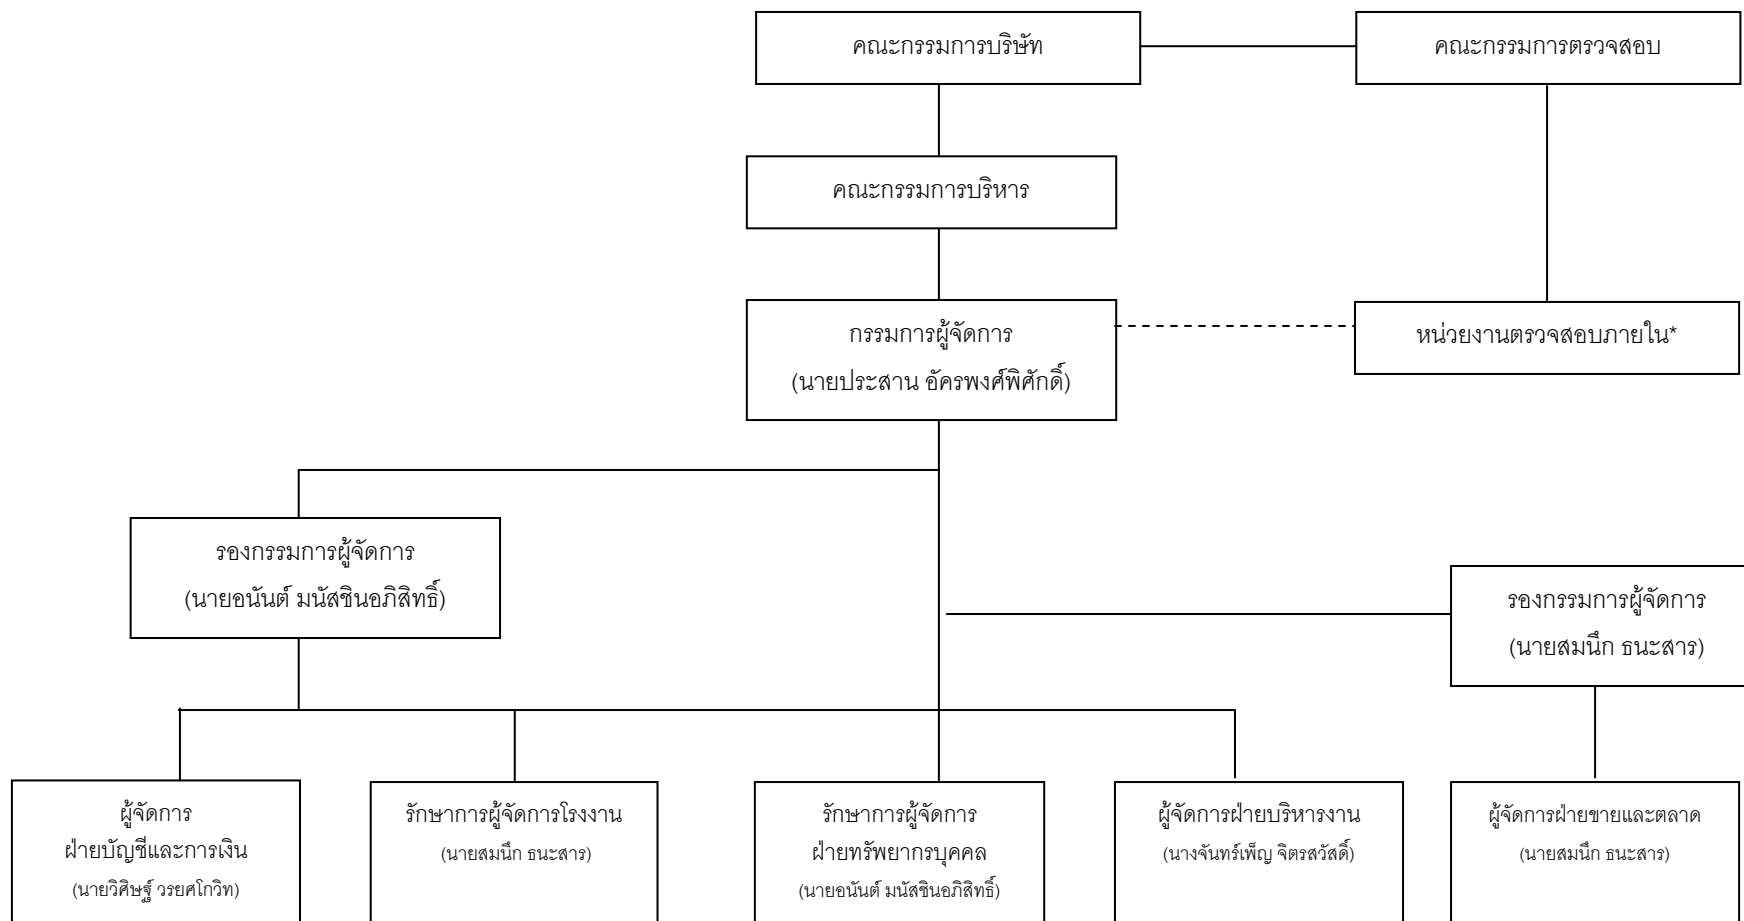 คณะกรรมการบริษัท
คณะกรรมการตรวจสอบ
คณะกรรมการบริหาร
กรรมการผู้จัดการ
(นายประสาน อัครพงศ์พิศักดิ์)
หน่วยงานตรวจสอบภายใน*
รองกรรมการผู้จัดการ
(นายอนันต์ มนัสชินอภิสิทธิ์)
รองกรรมการผู้จัดการ
(นายสมนึก ธนะสาร)
ผู้จัดการ
ฝ่ายบัญชีและการเงิน
(นายวิศิษฐ์ วรยศโกวิท)
รักษาการผู้จัดการโรงงาน
(นายสมนึก ธนะสาร)
รักษาการผู้จัดการ
ฝ่ายทรัพยากรบุคคล
(นายอนันต์ มนัสชินอภิสิทธิ์)
ผู้จัดการฝ่ายบริหารงาน
(นางจันทร์เพ็ญ จิตรสวัสดิ์)
ผู้จัดการฝ่ายขายและตลาด
(นายสมนึก ธนะสาร)